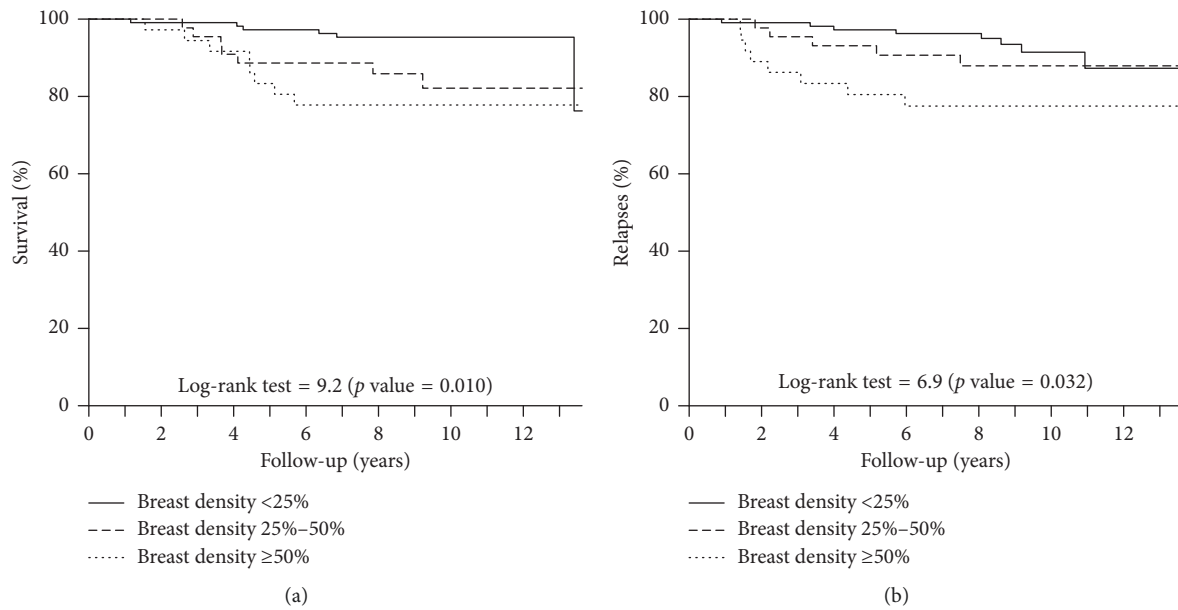 100
80
60
40
20
0
Survival (%)
Log-rank test = 9.2 (p value = 0.010)
0 2 4 6 8 10 12
Follow-up (years)
Breast density <25%
Breast density 25%–50%
Breast density ≥50%
(a)
100
80
60
40
20
0
Relapses (%)
Log-rank test = 6.9 (p value = 0.032)
0 2 4 6 8 10 12
Follow-up (years)
Breast density <25%
Breast density 25%–50%
Breast density ≥50%
(b)